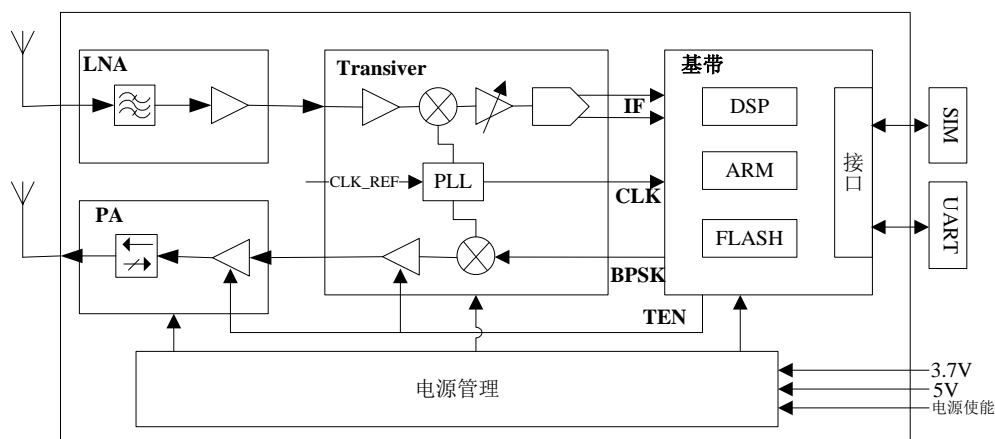 LNA
Transiver
基带
IF
DSP
SIM
CLK_REF
PLL
ARM
接口
CLK
UART
PA
FLASH
BPSK
TEN
电源管理
3.7V
5V
电源使能